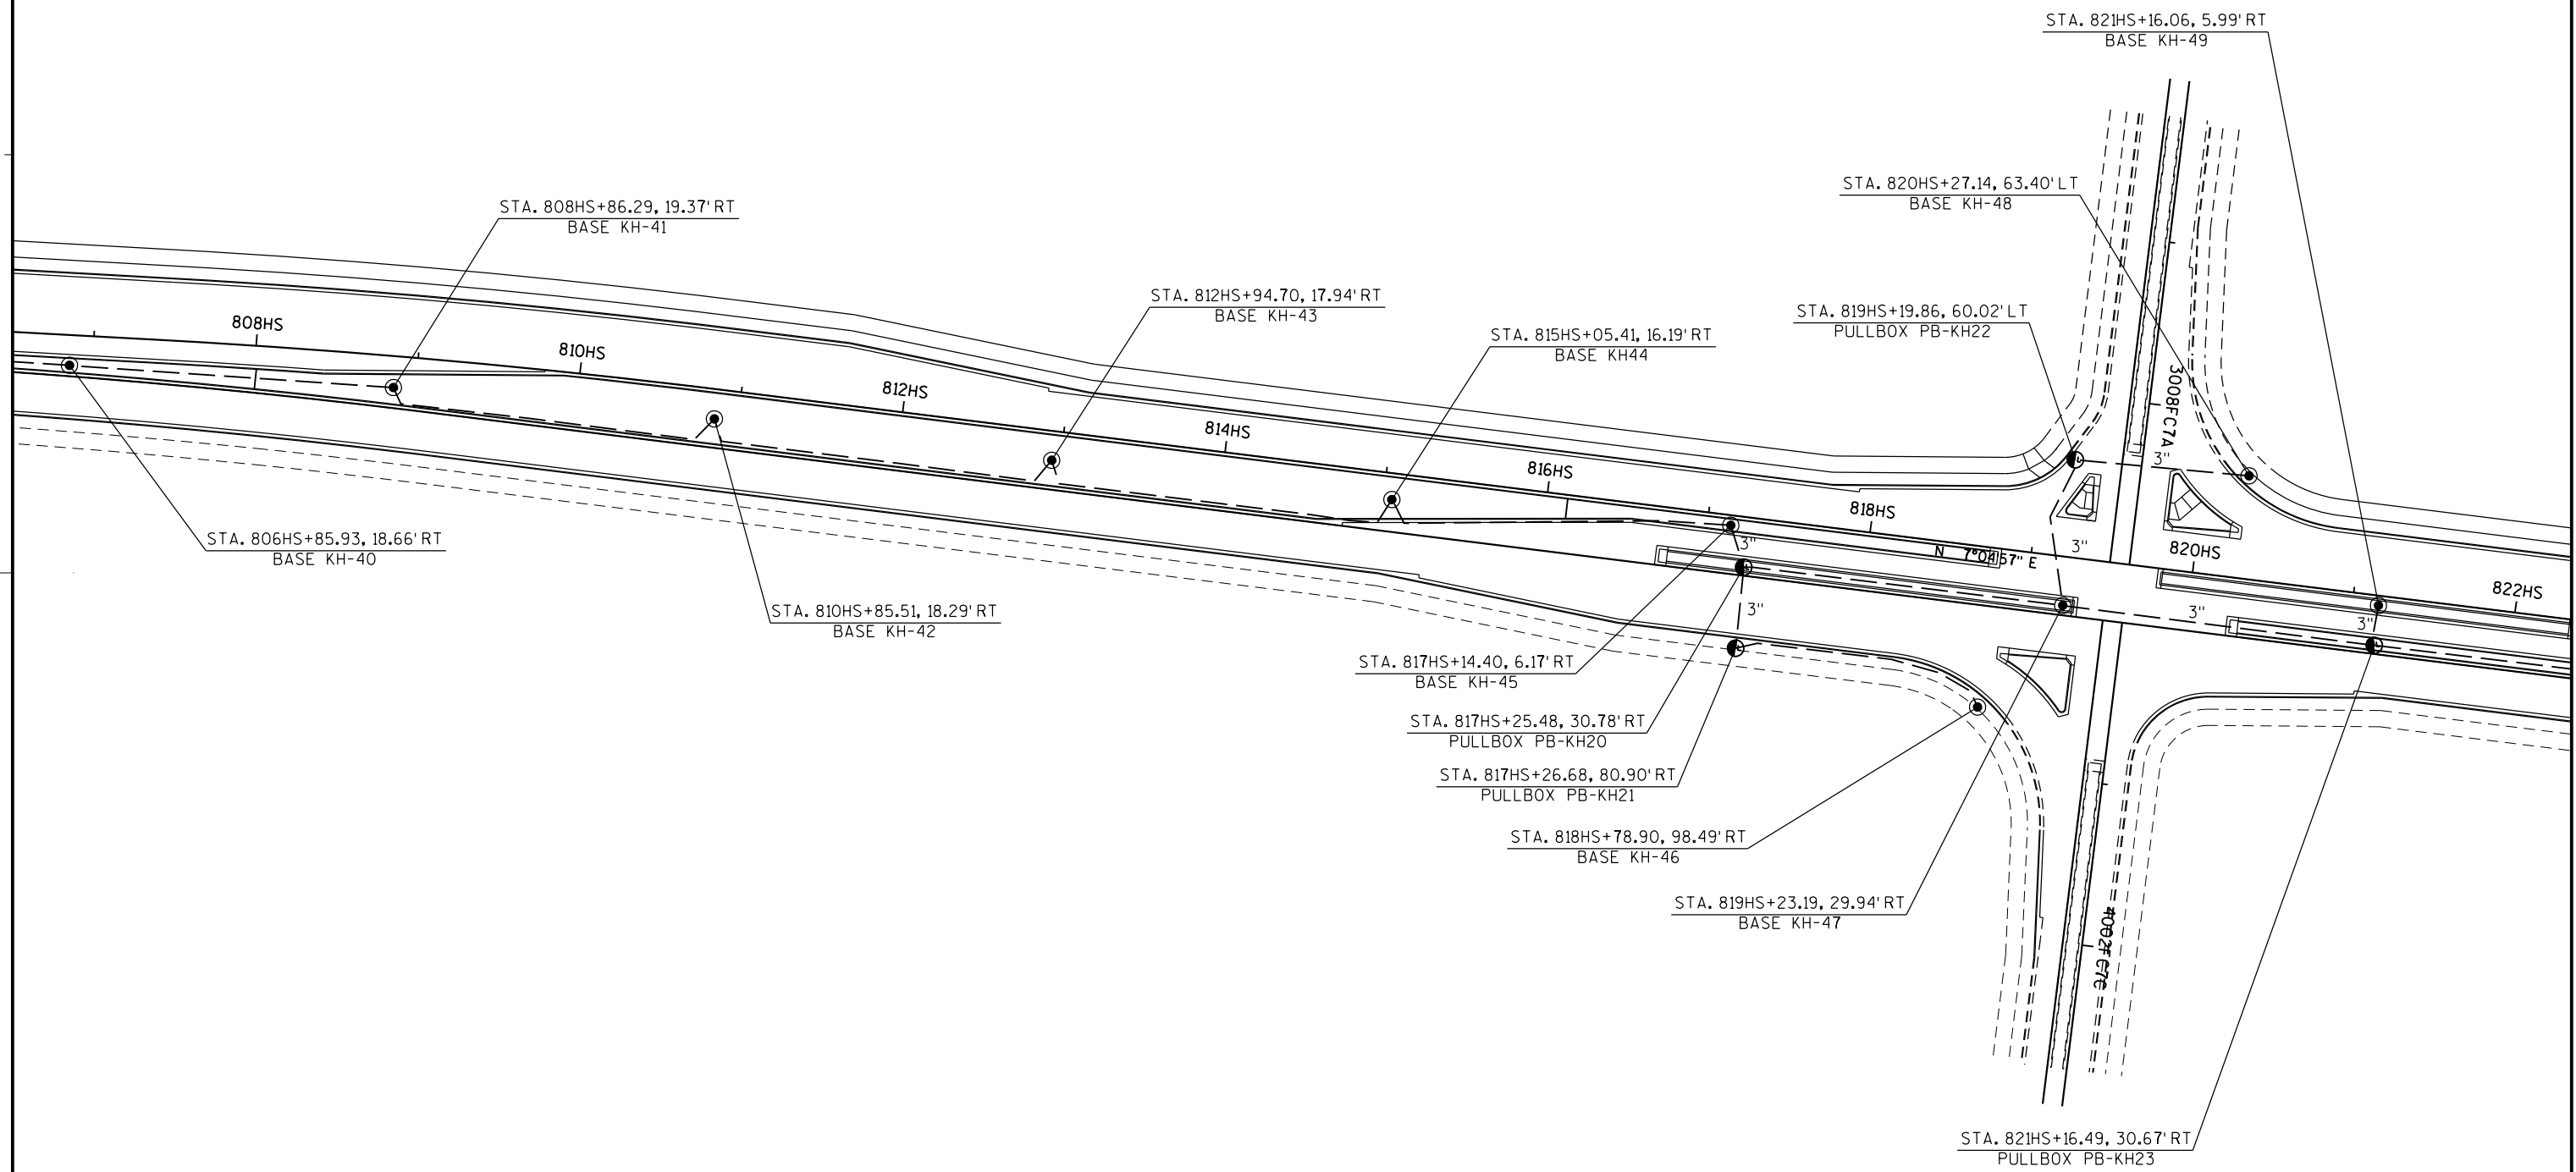 STA. 821HS+16.06, 5.99' RT
BASE KH-49
STA. 820HS+27.14, 63.40' LT
BASE KH-48
STA. 808HS+86.29, 19.37' RT
BASE KH-41
STA. 812HS+94.70, 17.94' RT
BASE KH-43
STA. 819HS+19.86, 60.02' LT
PULLBOX PB-KH22
STA. 815HS+05.41, 16.19' RT
BASE KH44
808HS
810HS
812HS
814HS
816HS
818HS
820HS
822HS
3008FC7A
3"
3"
3"
3"
3"
3"
N 7°04'57" E
STA. 806HS+85.93, 18.66' RT
BASE KH-40
STA. 810HS+85.51, 18.29' RT
BASE KH-42
STA. 817HS+14.40, 6.17' RT
BASE KH-45
STA. 817HS+25.48, 30.78' RT
PULLBOX PB-KH20
STA. 817HS+26.68, 80.90' RT
PULLBOX PB-KH21
STA. 818HS+78.90, 98.49' RT
BASE KH-46
STA. 819HS+23.19, 29.94' RT
BASE KH-47
4002FC7C
STA. 821HS+16.49, 30.67' RT
PULLBOX PB-KH23